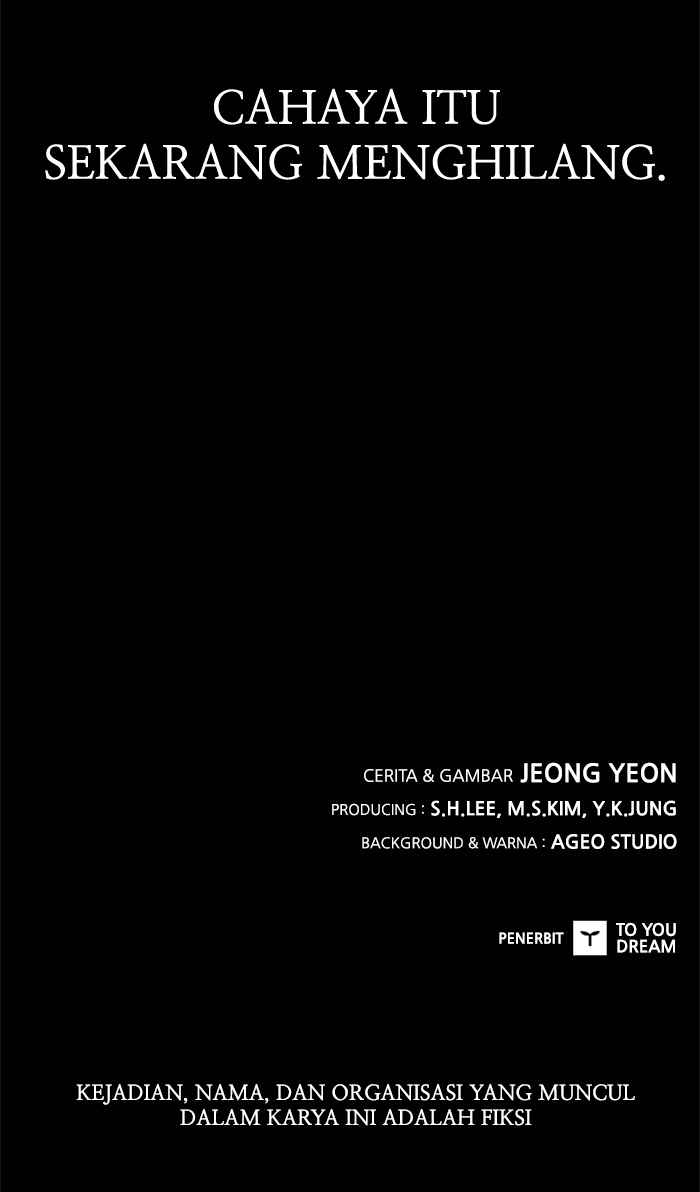 CAHAYA ITU
SEKARANG MENGHILANG.
CERITA & GAMBAR JEONG YEON
PRODUCING : S.H.LEE, M.S.KIM, Y.K.JUNG
BACKGROUND & WARNA : AGEO STUDIO
PENERBIT TO YOU
DREAM
KEJADIAN, NAMA, DAN ORGANISASI YANG MUNCUL
DALAM KARYA INI ADALAH FIKSI